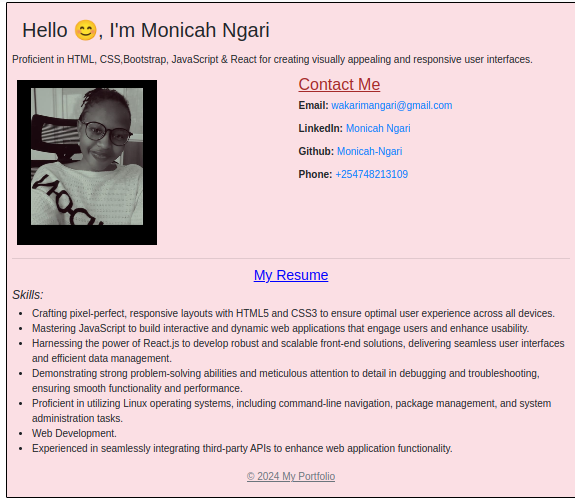 Hello 😊, I'm Monicah Ngari
Proficient in HTML, CSS,Bootstrap, JavaScript & React for creating visually appealing and responsive user interfaces.
Contact Me
Email: wakarimangari@gmail.com
LinkedIn: Monicah Ngari
Github: Monicah-Ngari
Phone: +254748213109
My Resume
Skills:
• Crafting pixel-perfect, responsive layouts with HTML5 and CSS3 to ensure optimal user experience across all devices.
• Mastering JavaScript to build interactive and dynamic web applications that engage users and enhance usability.
• Harnessing the power of React.js to develop robust and scalable front-end solutions, delivering seamless user interfaces
and efficient data management.
• Demonstrating strong problem-solving abilities and meticulous attention to detail in debugging and troubleshooting,
ensuring smooth functionality and performance.
• Proficient in utilizing Linux operating systems, including command-line navigation, package management, and system
administration tasks.
• Web Development.
• Experienced in seamlessly integrating third-party APIs to enhance web application functionality.
© 2024 My Portfolio